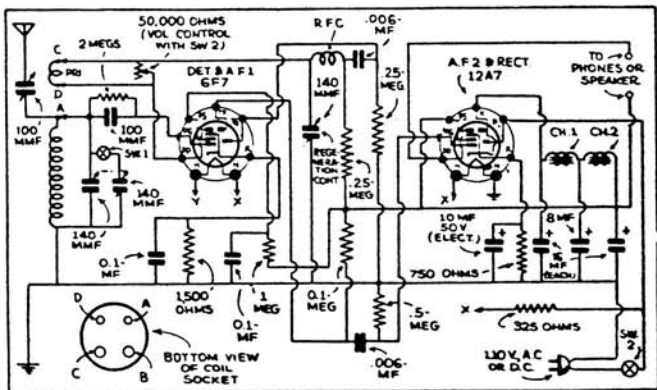 50,000 OHMS
(VOL CONTROL
WITH SW 2)
2 MEGS
C
PRI
D
A
100
MMF
100
MMF
SW.1
140
MMF
140
MMF
DET. & A.F.1
6F7
R.F.C
.006-
MF
.25-
MEG
140
MMF
REGE-
NERATION
CONT
.25-
MEG
A.F.2 & RECT.
12A7
TO
PHONES OR
SPEAKER
CH.1
CH.2
Y
X
X
10 MF
50V
(ELECT.)
8 MF
16
MF
(EACH)
0.1-
MF
1,500
OHMS
0.1-
MF
1
MEG
0.1-
MEG
.5-
MEG
.006-
MF
750 OHMS
X
325 OHMS
SW.
2
110V, A.C
OR D.C.
D
A
C
B
BOTTOM VIEW
OF COIL
SOCKET